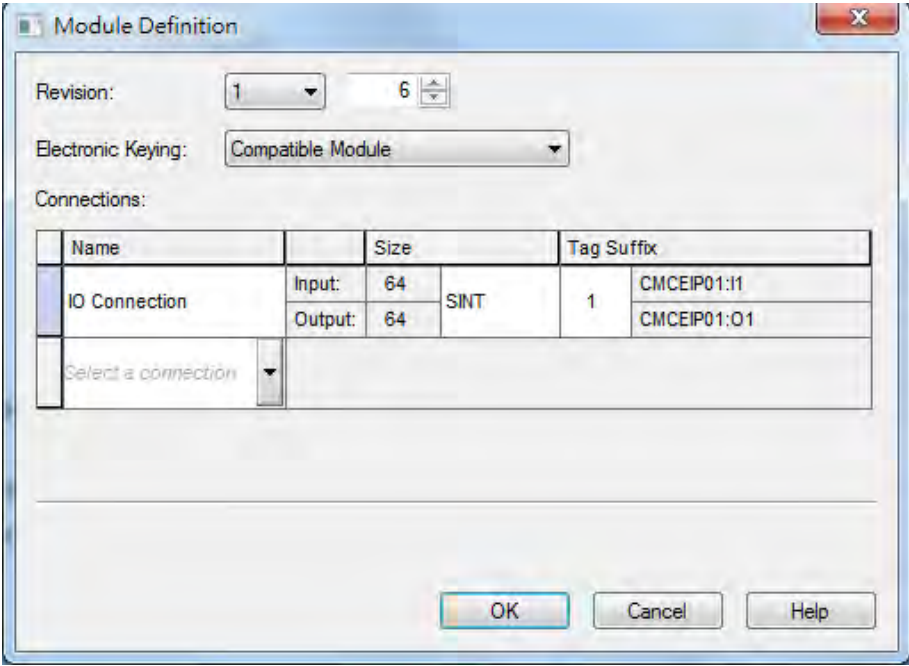 Module Definition
Revision: 1 6
Electronic Keying: Compatible Module
Connections:
Name Size Tag Suffix
IO Connection Input: 64 SINT 1 CMCEIP01:I1
Output: 64 CMCEIP01:O1
Select a connection
OK Cancel Help